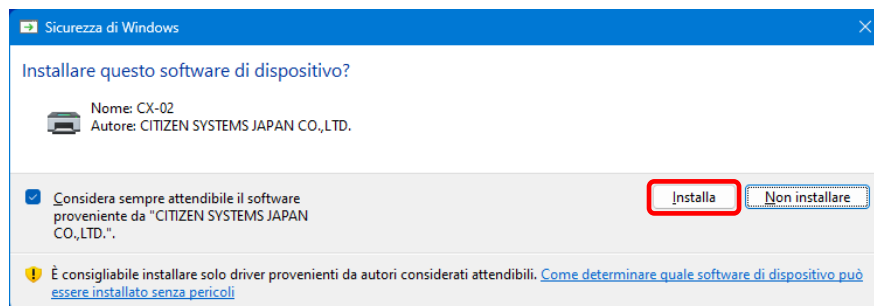 Sicurezza di Windows
Installare questo software di dispositivo?
Nome: CX-02
Autore: CITIZEN SYSTEMS JAPAN CO.,LTD.
Considera sempre attendibile il software
proveniente da "CITIZEN SYSTEMS JAPAN
CO.,LTD.".
Installa
Non installare
È consigliabile installare solo driver provenienti da autori considerati attendibili. Come determinare quale software di dispositivo può
essere installato senza pericoli